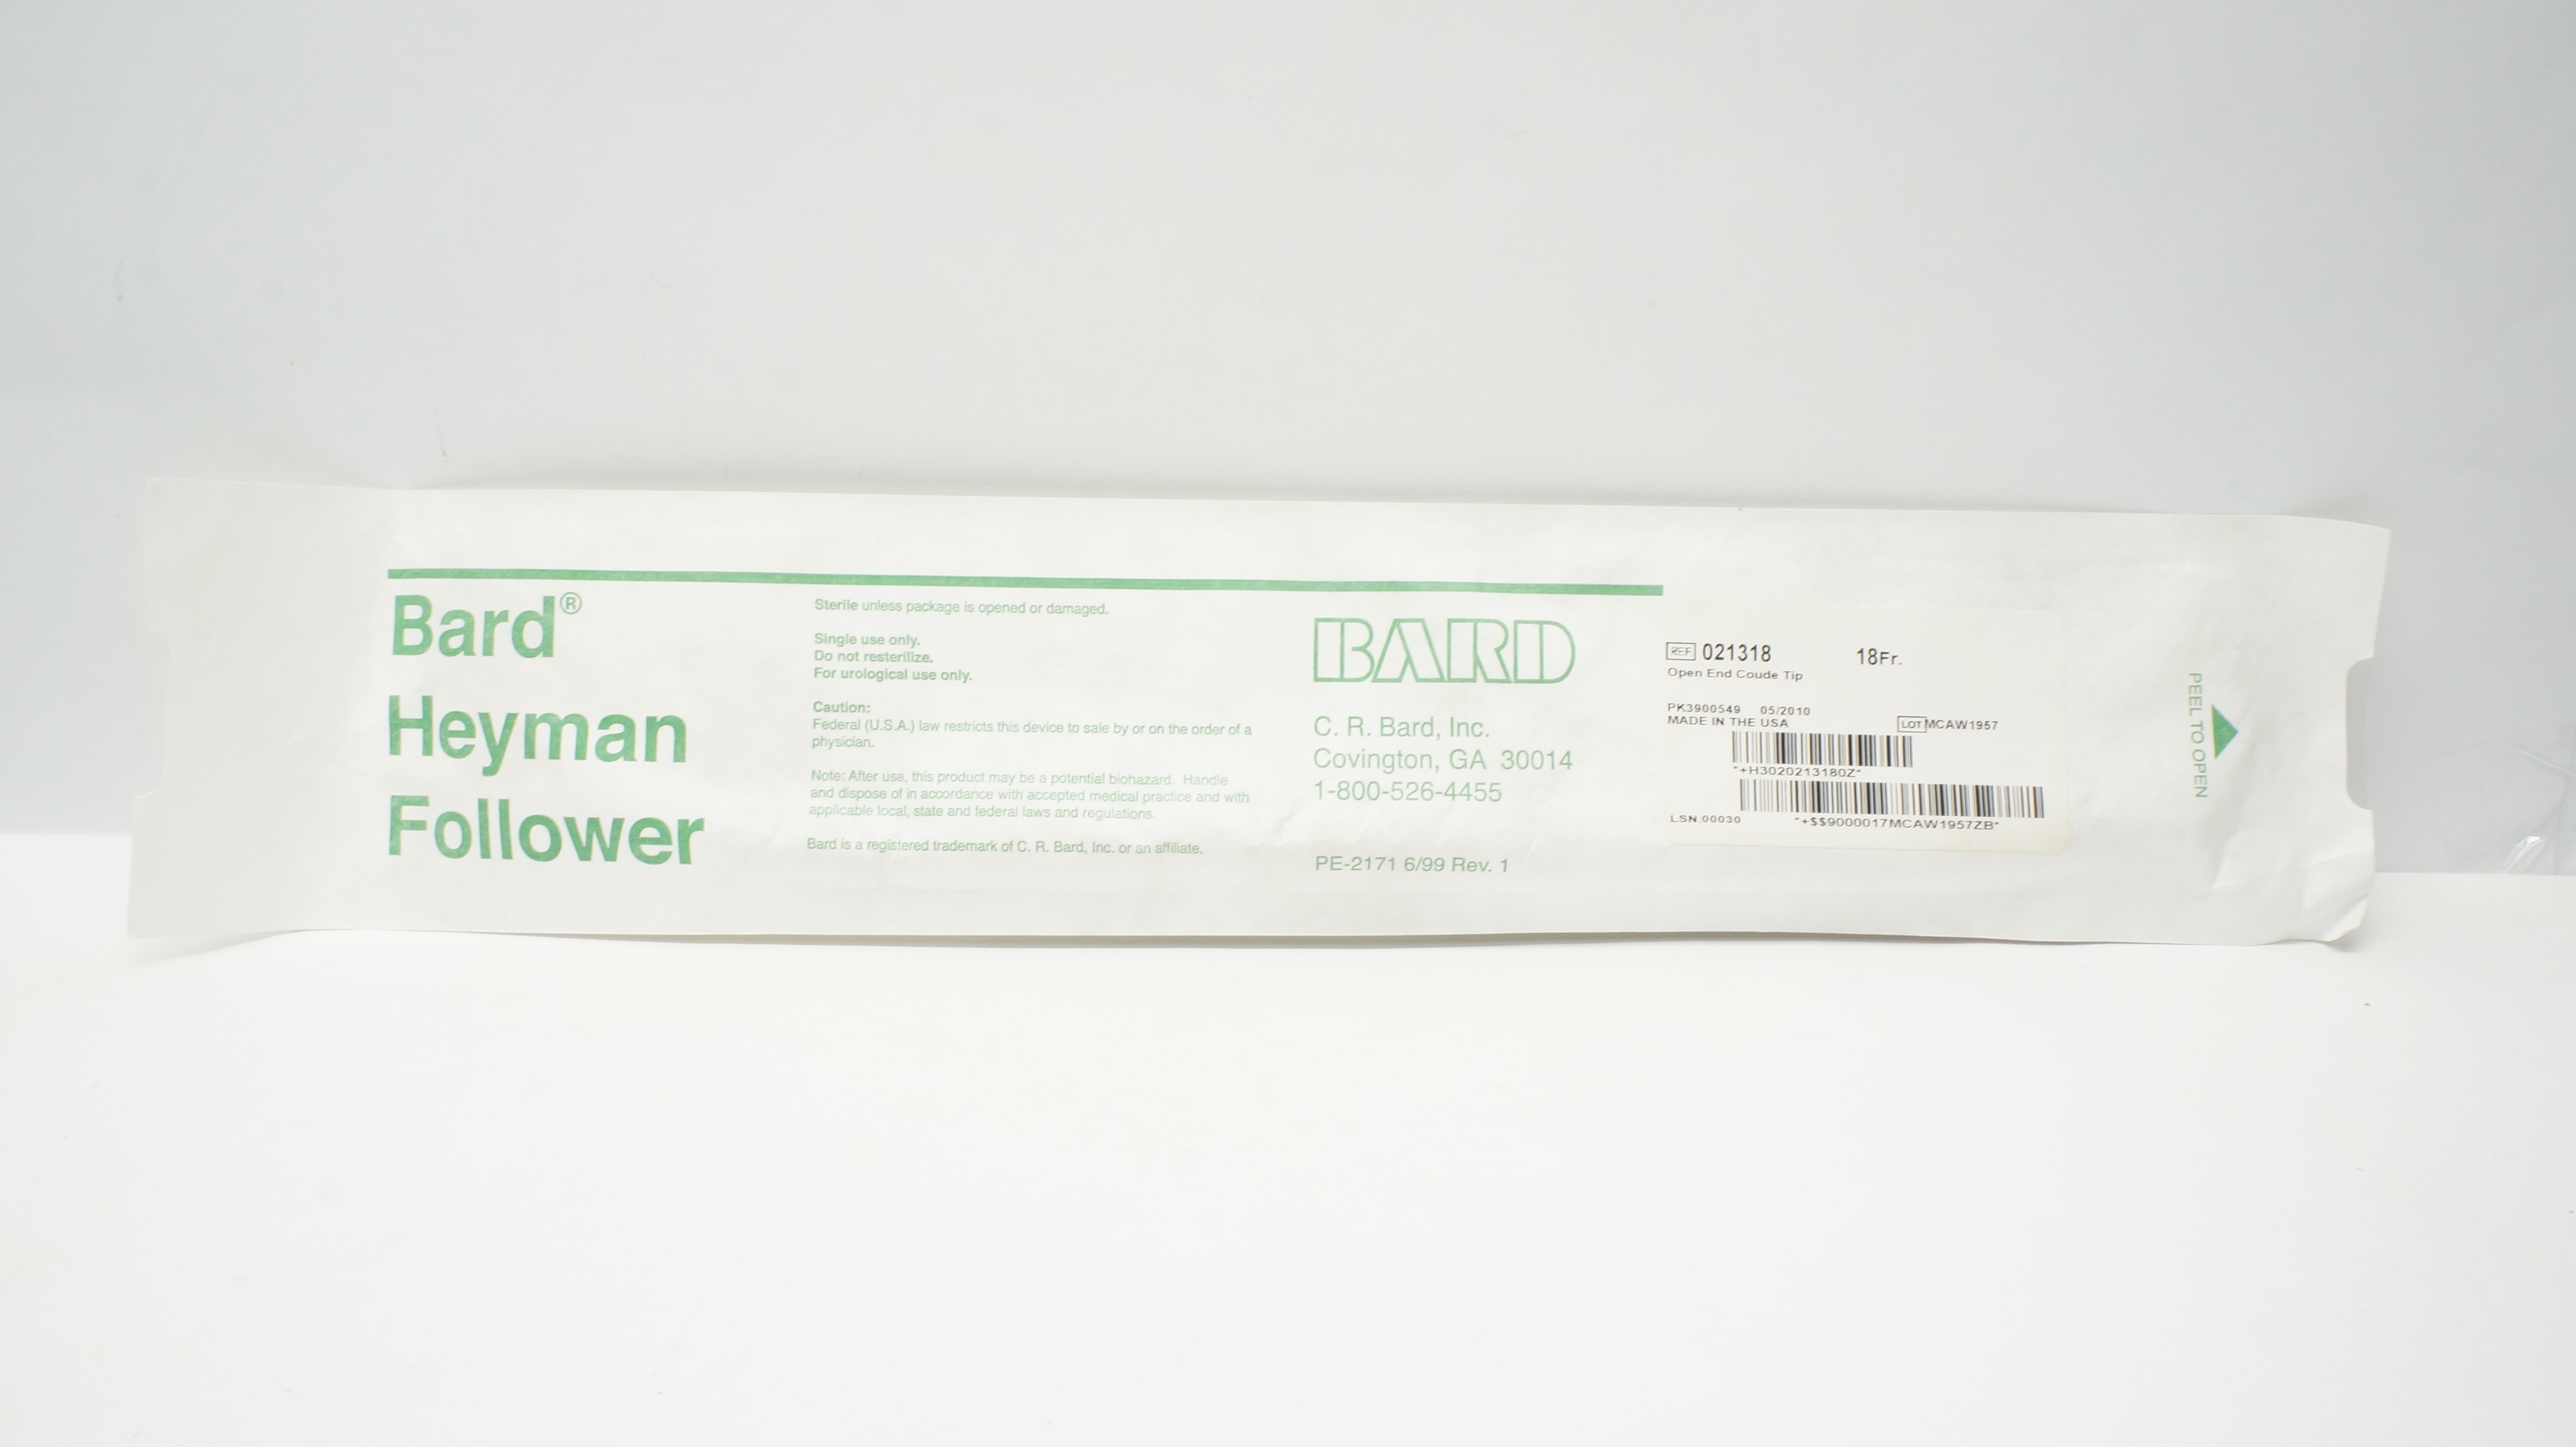 Bard®
Heyman
Follower
Sterile unless package is opened or damaged.
Single use only.
Do not resterilize.
For urological use only.
Caution:
Federal (U.S.A.) law restricts this device to sale by or on the order of a
physician.
Note: After use, this product may be a potential biohazard. Handle
and dispose of in accordance with accepted medical practice and with
applicable local, state and federal laws and regulations.
Bard is a registered trademark of C. R. Bard, Inc. or an affiliate.
BARD
C. R. Bard, Inc.
Covington, GA 30014
1-800-526-4455
PE-2171 6/99 Rev. 1
REF 021318 18Fr.
Open End Coude Tip
PK3900549 05/2010
MADE IN THE USA LOT MCAW1957
*+H3020213180Z*
LSN:00030 *+$$9000017MCAW1957ZB*
PEEL TO OPEN